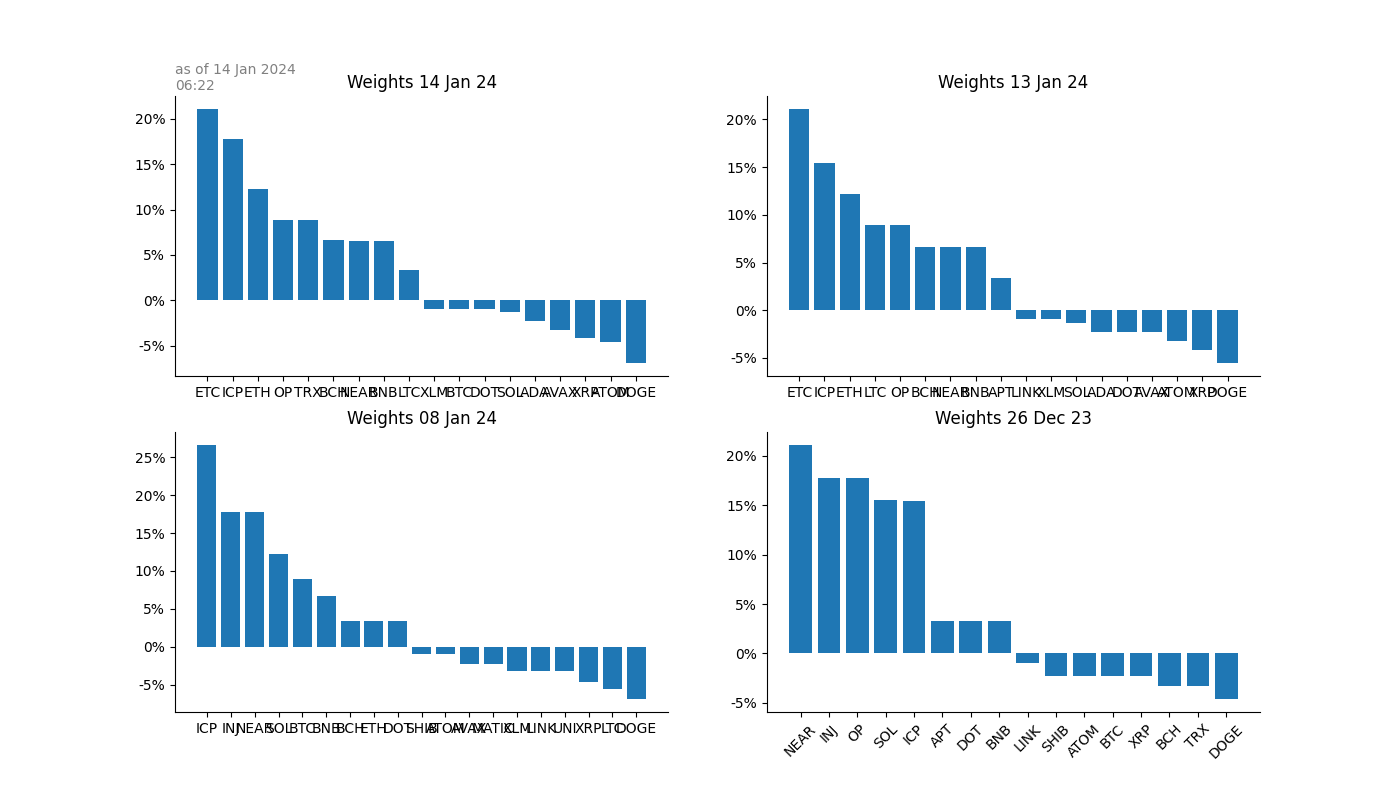 as of 14 Jan 2024
06:22
Weights 14 Jan 24
20%
15%
10%
5%
0%
-5%
ETC ICP ETH OP TRX BCH NEAR BNB LTC XLM BTC DOT SOL ADA AVAX XRP ATOM DOGE
Weights 13 Jan 24
20%
15%
10%
5%
0%
-5%
ETC ICP ETH LTC OP BCH NEAR BNB APT LINK XLM SOL ADA DOT AVAX ATOM XRP DOGE
Weights 08 Jan 24
25%
20%
15%
10%
5%
0%
-5%
ICP INJ NEAR SOL BTC BNB BCH ETH DOT SHIB ATOM AVAX MATIC XLM LINK UNI XRP LTC DOGE
Weights 26 Dec 23
20%
15%
10%
5%
0%
-5%
NEAR INJ OP SOL ICP APT DOT BNB LINK SHIB ATOM BTC XRP BCH TRX DOGE